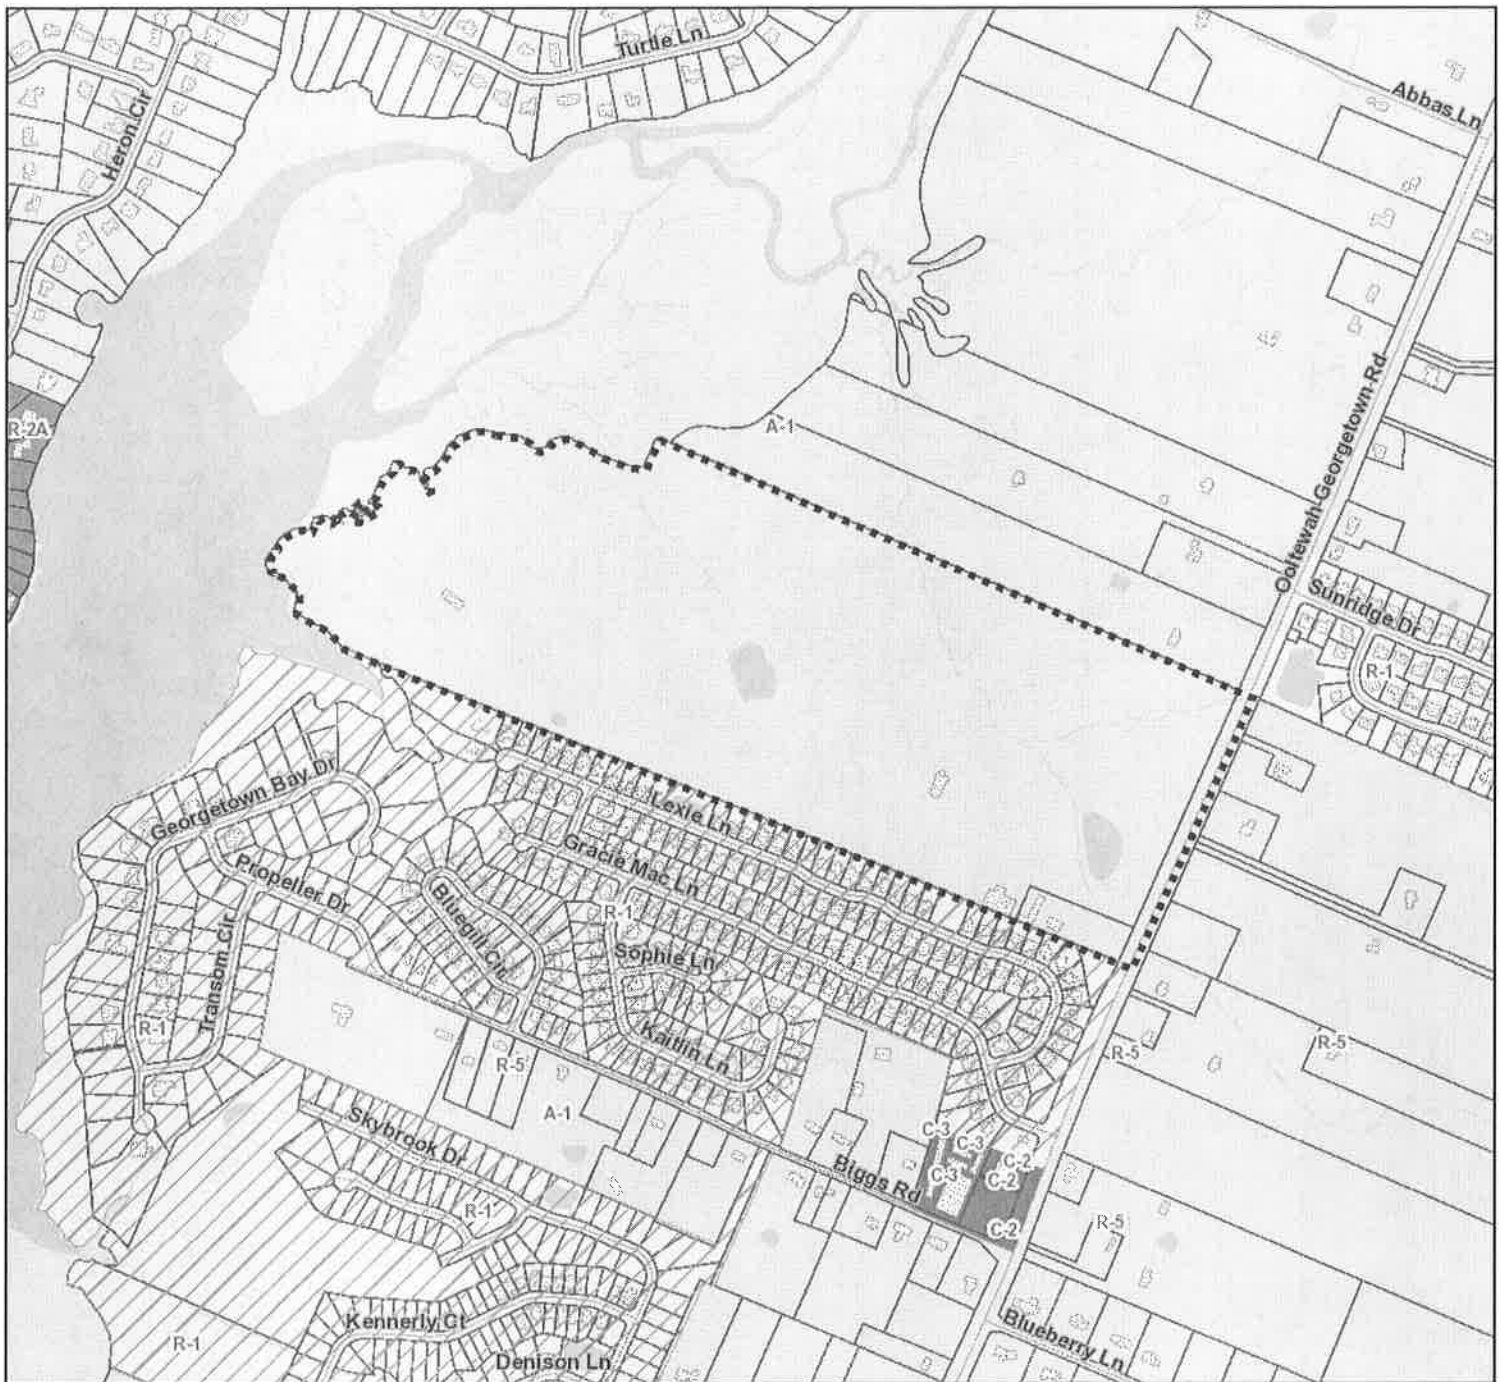 Turtle Ln
Abbas Ln
Heron Cir
Ooltewah-Georgetown Rd
R-2A
A-1
Sunridge Dr
R-1
Georgetown Bay Dr
Lexie Ln
Gracie Mac Ln
Propeller Dr
Bluegill Cir
R-1
Sophie Ln
Transom Cir
R-1
Kaitlin Ln
R-5
R-5
R-5
A-1
Skybrook Dr
C-3
C-3
C-2
C-3
C-2
Biggs Rd
R-1
R-5
C-2
Kennerly Ct
Blueberry Ln
R-1
Denison Ln